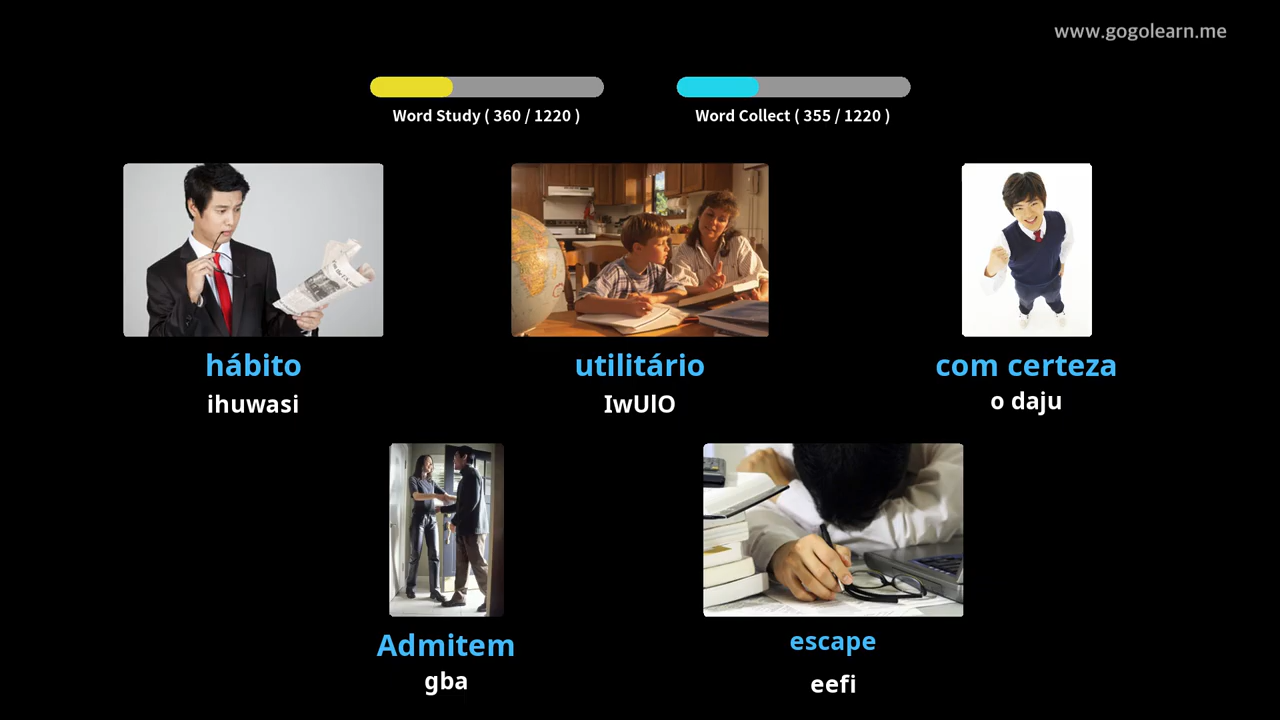 www.gogolearn.me
Word Study ( 360 / 1220 )
Word Collect ( 355 / 1220 )
hábito
ihuwasi
utilitário
IwUlO
com certeza
o daju
Admitem
gba
escape
eefi